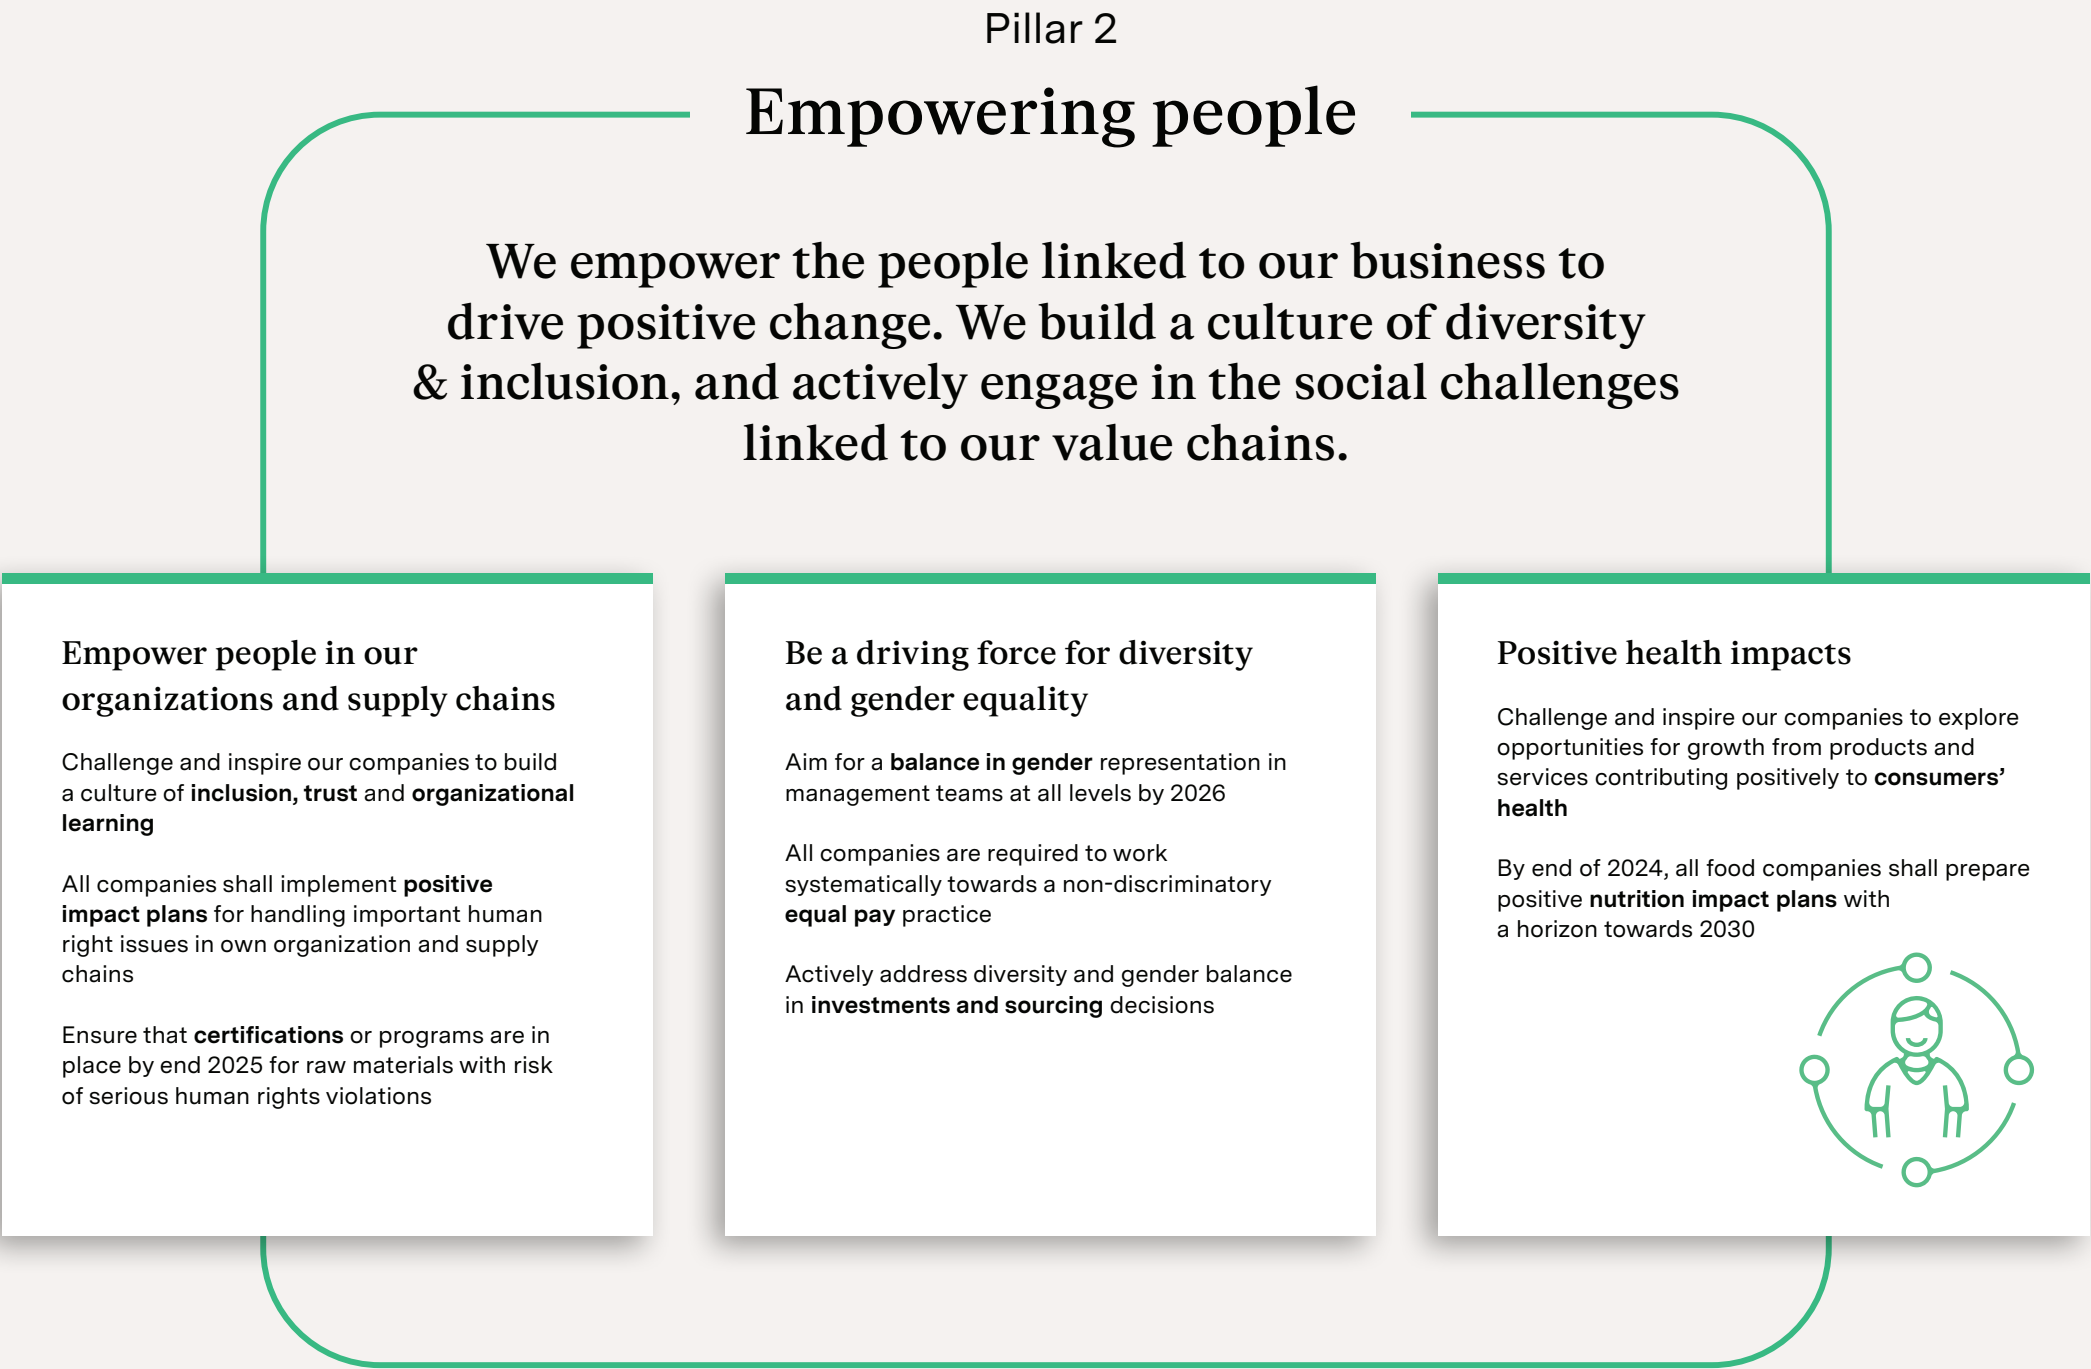 Pillar 2
Empowering people
We empower the people linked to our business to
drive positive change. We build a culture of diversity
& inclusion, and actively engage in the social challenges
linked to our value chains.
Empower people in our
organizations and supply chains
Challenge and inspire our companies to build
a culture of inclusion, trust and organizational
learning
All companies shall implement positive
impact plans for handling important human
right issues in own organization and supply
chains
Ensure that certifications or programs are in
place by end 2025 for raw materials with risk
of serious human rights violations
Be a driving force for diversity
and gender equality
Aim for a balance in gender representation in
management teams at all levels by 2026
All companies are required to work
systematically towards a non-discriminatory
equal pay practice
Actively address diversity and gender balance
in investments and sourcing decisions
Positive health impacts
Challenge and inspire our companies to explore
opportunities for growth from products and
services contributing positively to consumers’
health
By end of 2024, all food companies shall prepare
positive nutrition impact plans with
a horizon towards 2030